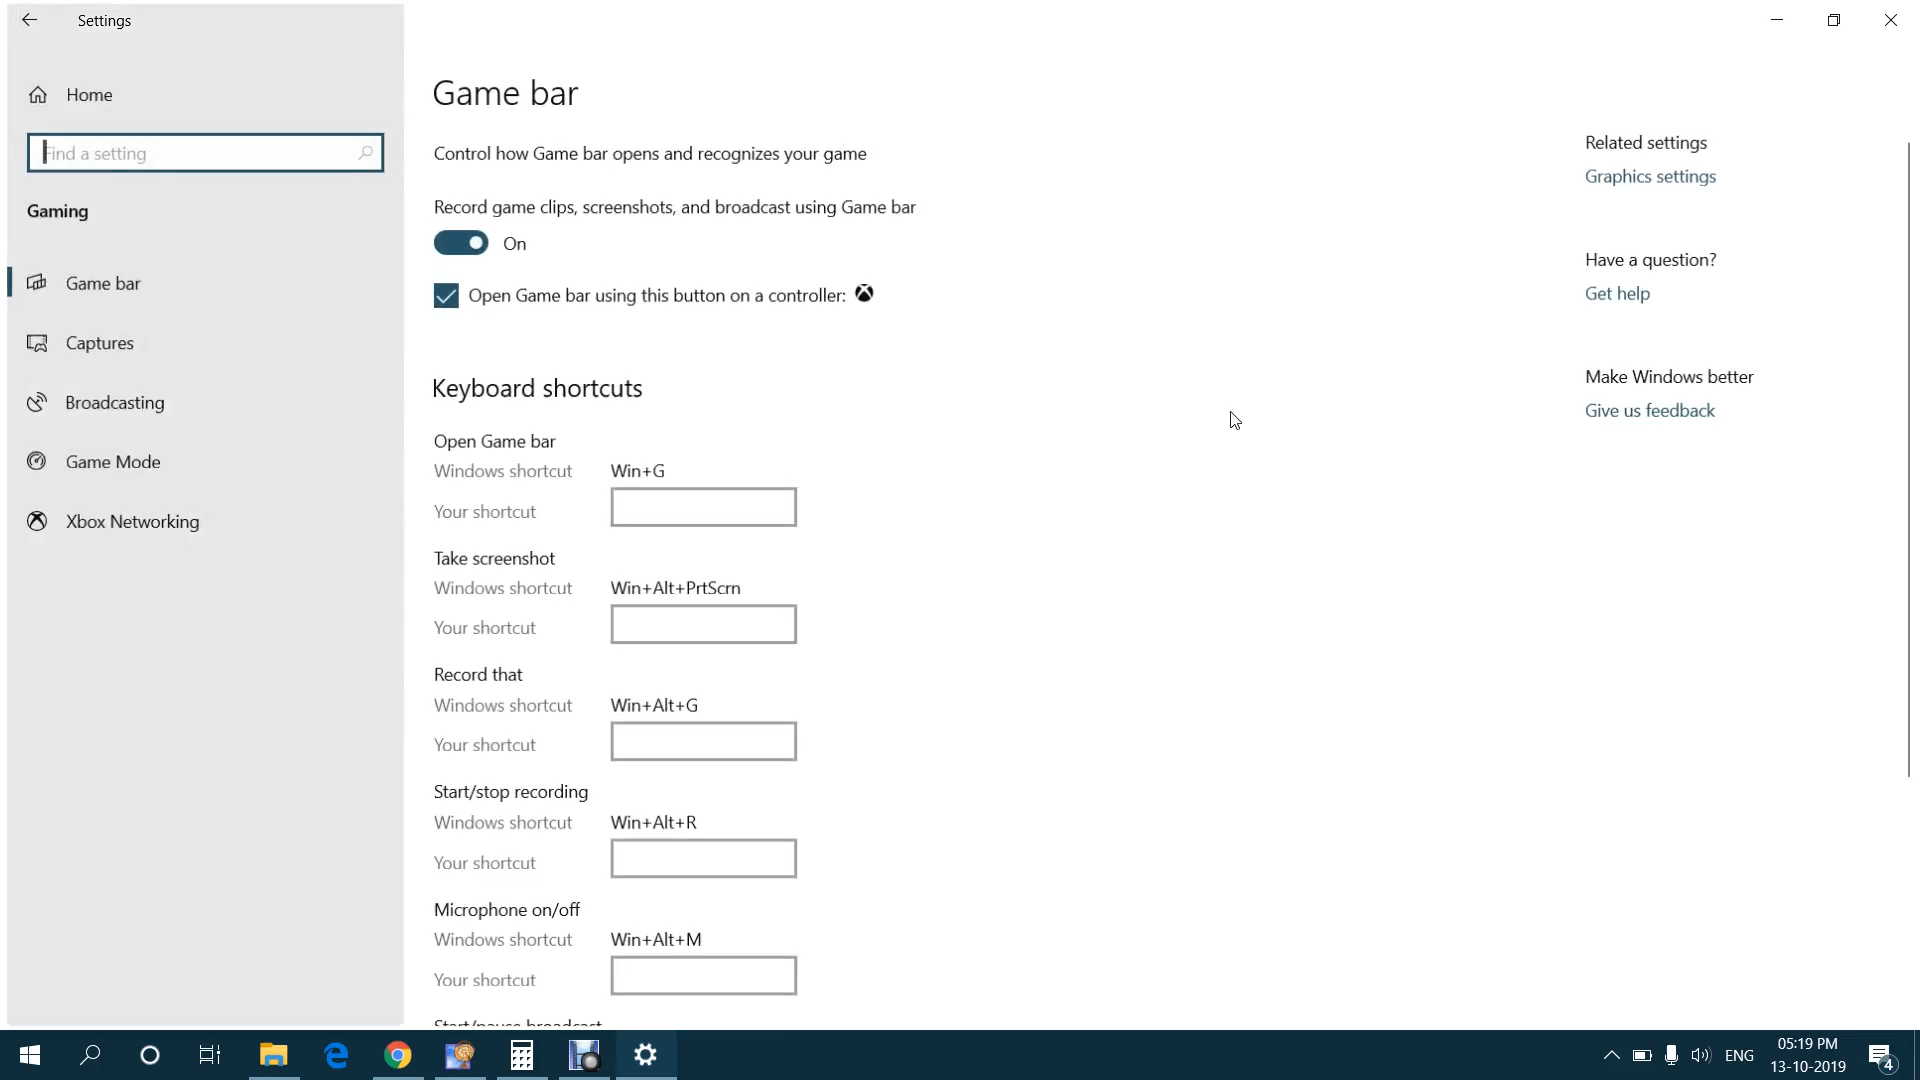 Settings
Home
Find a setting
Gaming
Game bar
Captures
Broadcasting
Game Mode
Xbox Networking
Game bar
Control how Game bar opens and recognizes your game
Record game clips, screenshots, and broadcast using Game bar
On
Open Game bar using this button on a controller:
Keyboard shortcuts
Open Game bar
Windows shortcut Win+G
Your shortcut
Take screenshot
Windows shortcut Win+Alt+PrtScrn
Your shortcut
Record that
Windows shortcut Win+Alt+G
Your shortcut
Start/stop recording
Windows shortcut Win+Alt+R
Your shortcut
Microphone on/off
Windows shortcut Win+Alt+M
Your shortcut
Start/pause broadcast
Related settings
Graphics settings
Have a question?
Get help
Make Windows better
Give us feedback
ENG
05:19 PM
13-10-2019
4